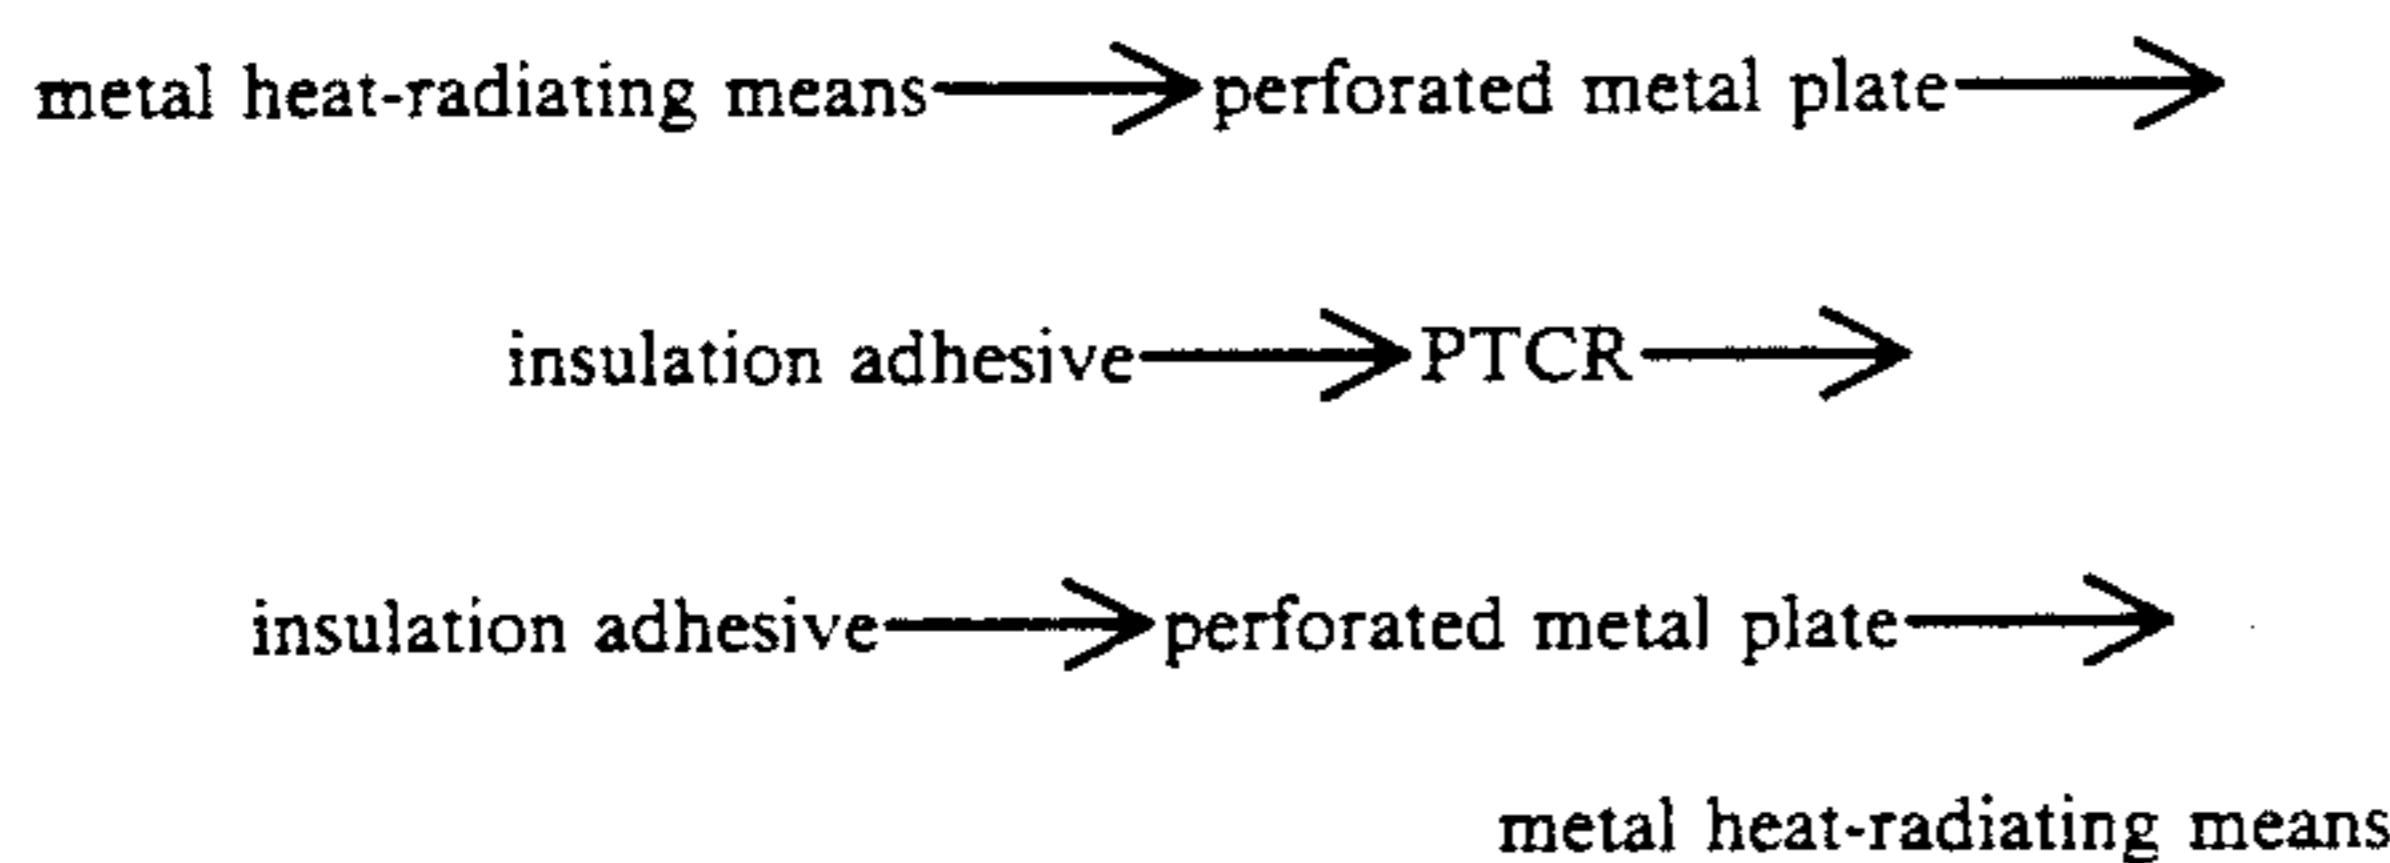 metal heat-radiating means⟶perforated metal plate⟶
insulation adhesive⟶PTCR⟶
insulation adhesive⟶perforated metal plate⟶
metal heat-radiating means